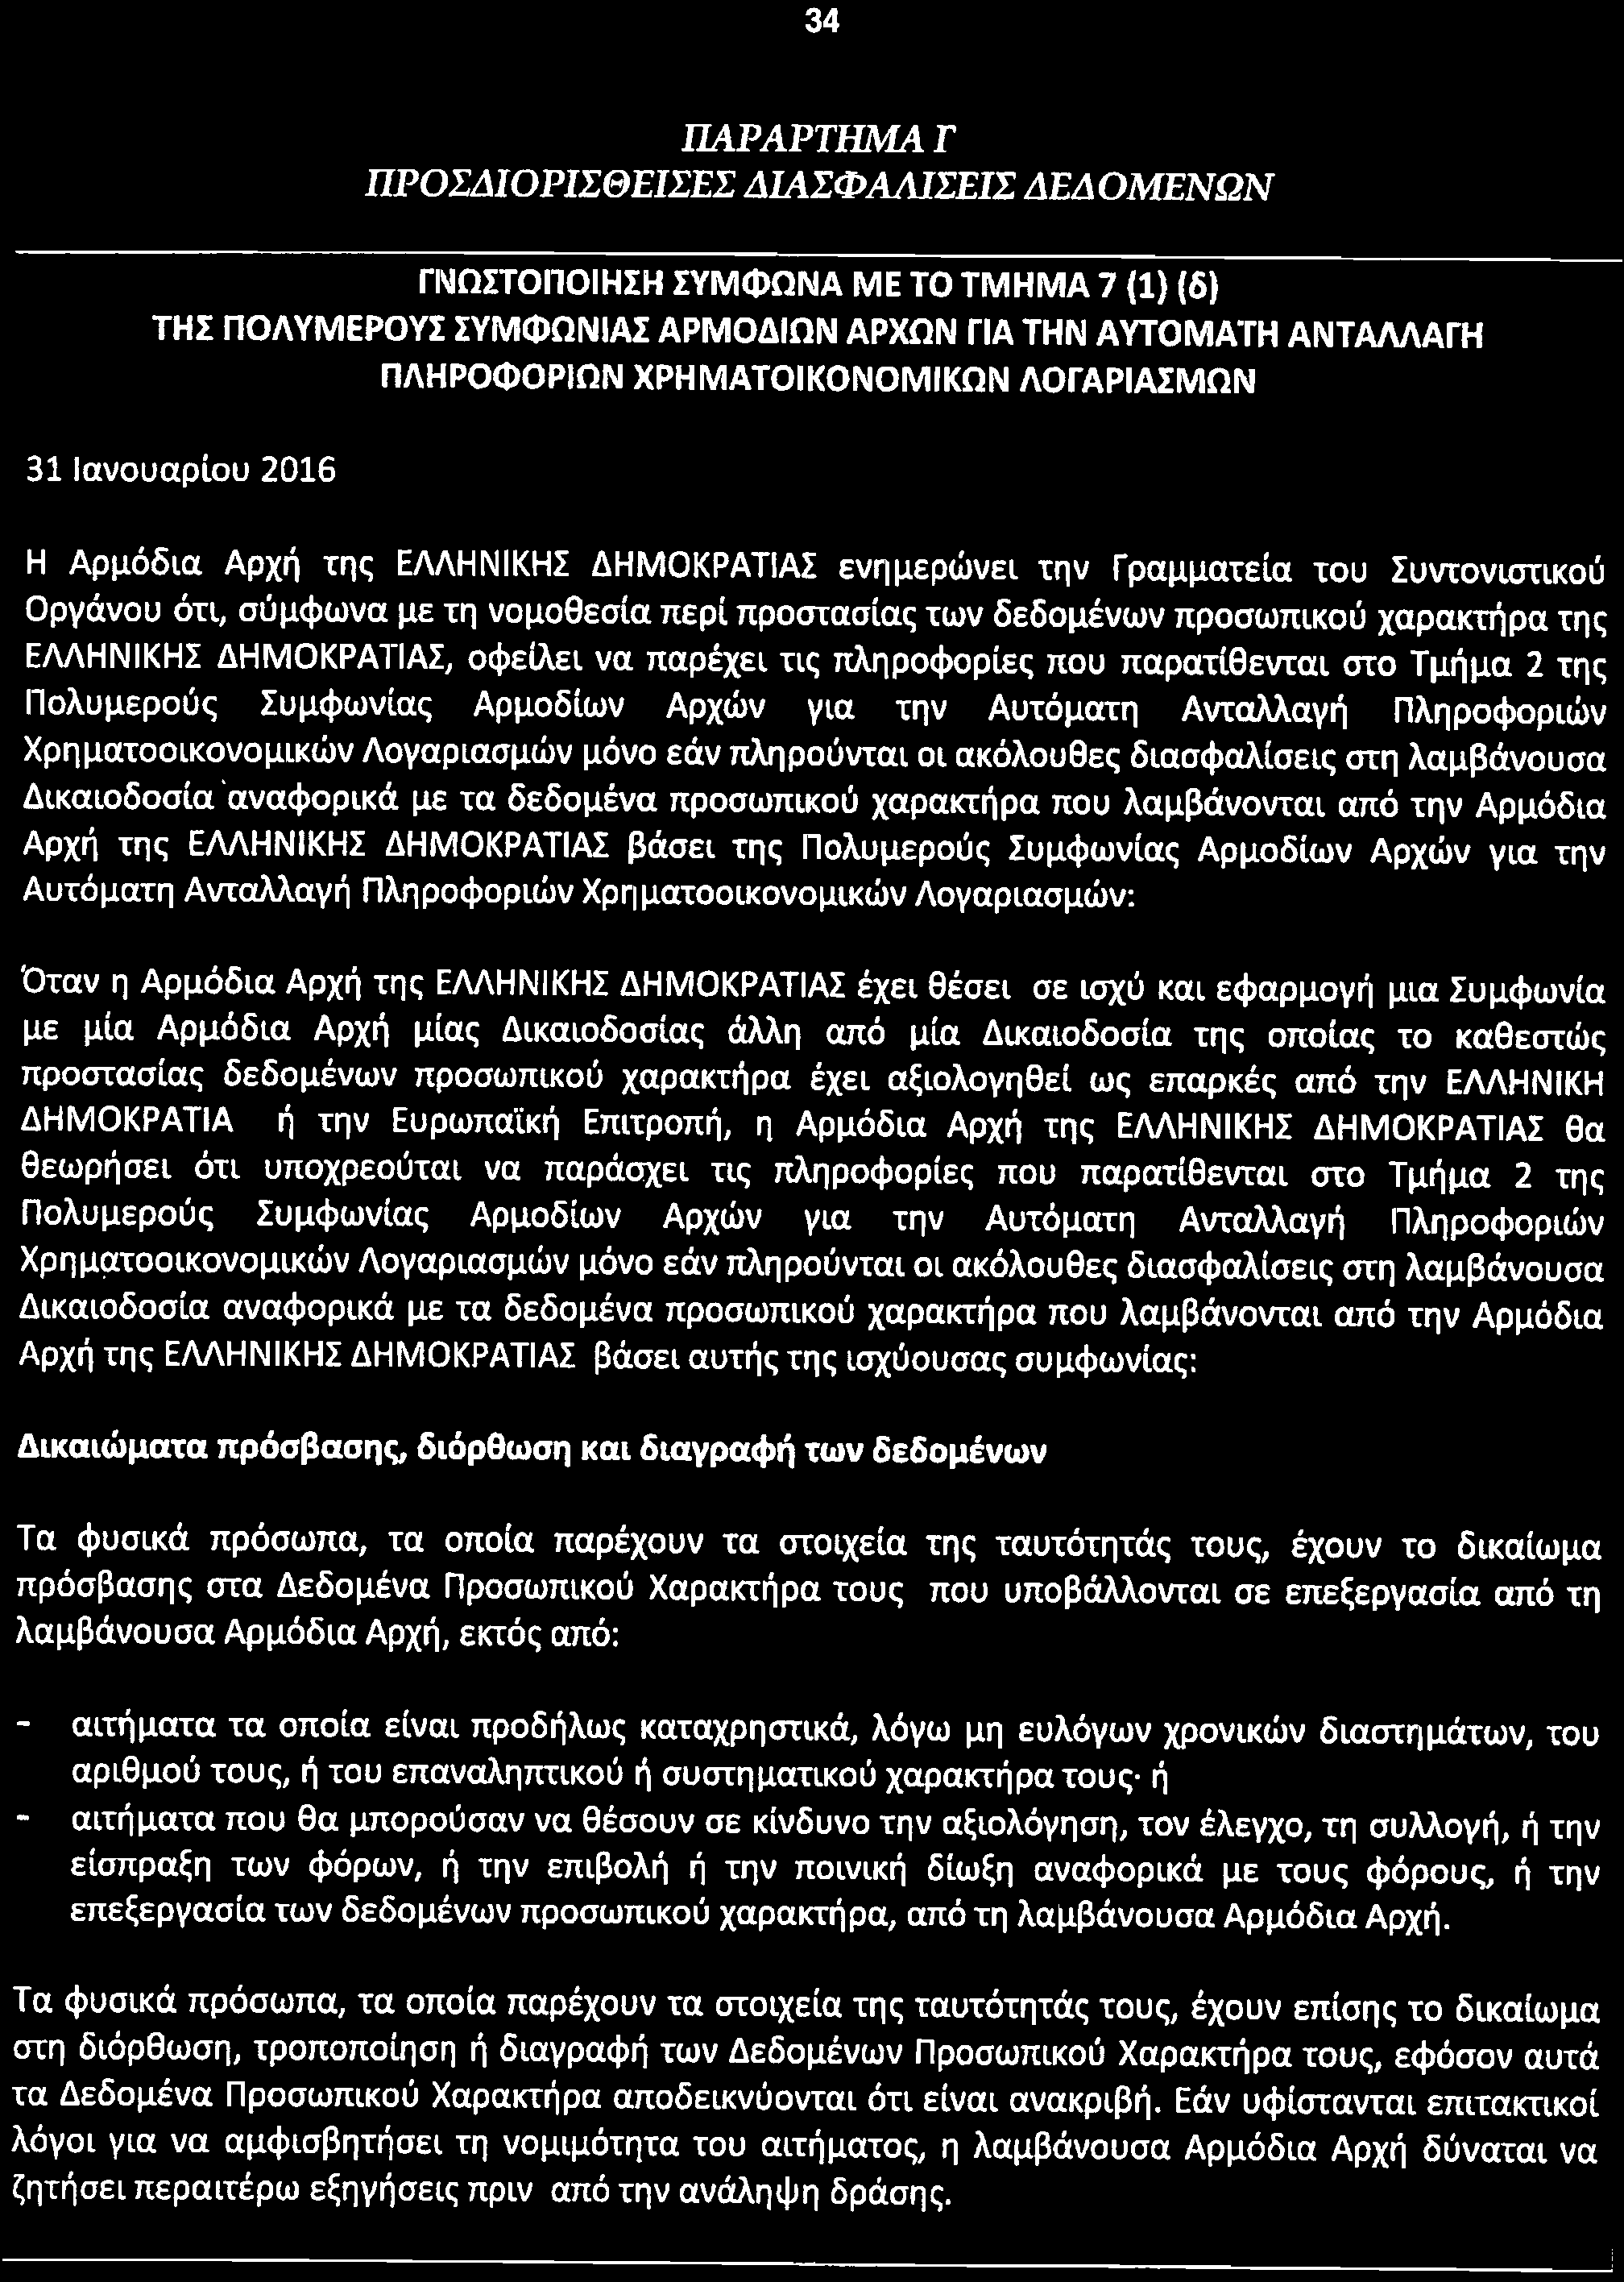 34
ΠΑΡΑΡΤΗΜΑ Γ
ΠΡΟΣΔΙΟΡΙΣΘΕΙΣΕΣ ΔΙΑΣΦΑΛΙΣΕΙΣ ΔΕΔΟΜΕΝΩΝ
ΓΝΩΣΤΟΠΟΙΗΣΗ ΣΥΜΦΩΝΑ ΜΕ ΤΟ ΤΜΗΜΑ 7 (1) (δ)
ΤΗΣ ΠΟΛΥΜΕΡΟΥΣ ΣΥΜΦΩΝΙΑΣ ΑΡΜΟΔΙΩΝ ΑΡΧΩΝ ΓΙΑ ΤΗΝ ΑΥΤΟΜΑΤΗ ΑΝΤΑΛΛΑΓΗ
ΠΛΗΡΟΦΟΡΙΩΝ ΧΡΗΜΑΤΟΙΚΟΝΟΜΙΚΩΝ ΛΟΓΑΡΙΑΣΜΩΝ
31 Ιανουαρίου 2016
Η Αρμόδια Αρχή της ΕΛΛΗΝΙΚΗΣ ΔΗΜΟΚΡΑΤΙΑΣ ενημερώνει την Γραμματεία του Συντονιστικού
Οργάνου ότι, σύμφωνα με τη νομοθεσία περί προστασίας των δεδομένων προσωπικού χαρακτήρα της
ΕΛΛΗΝΙΚΗΣ ΔΗΜΟΚΡΑΤΙΑΣ, οφείλει να παρέχει τις πληροφορίες που παρατίθενται στο Τμήμα 2 της
Πολυμερούς Συμφωνίας Αρμοδίων Αρχών για την Αυτόματη Ανταλλαγή Πληροφοριών
Χρηματοοικονομικών Λογαριασμών μόνο εάν πληρούνται οι ακόλουθες διασφαλίσεις στη λαμβάνουσα
Δικαιοδοσία αναφορικά με τα δεδομένα προσωπικού χαρακτήρα που λαμβάνονται από την Αρμόδια
Αρχή της ΕΛΛΗΝΙΚΗΣ ΔΗΜΟΚΡΑΤΙΑΣ βάσει της Πολυμερούς Συμφωνίας Αρμοδίων Αρχών για την
Αυτόματη Ανταλλαγή Πληροφοριών Χρηματοοικονομικών Λογαριασμών:
Όταν η Αρμόδια Αρχή της ΕΛΛΗΝΙΚΗΣ ΔΗΜΟΚΡΑΤΙΑΣ έχει θέσει σε ισχύ και εφαρμογή μια Συμφωνία
με μία Αρμόδια Αρχή μίας Δικαιοδοσίας άλλη από μία Δικαιοδοσία της οποίας το καθεστώς
προστασίας δεδομένων προσωπικού χαρακτήρα έχει αξιολογηθεί ως επαρκές από την ΕΛΛΗΝΙΚΗ
ΔΗΜΟΚΡΑΤΙΑ ή την Ευρωπαϊκή Επιτροπή, η Αρμόδια Αρχή της ΕΛΛΗΝΙΚΗΣ ΔΗΜΟΚΡΑΤΙΑΣ θα
θεωρήσει ότι υποχρεούται να παράσχει τις πληροφορίες που παρατίθενται στο Τμήμα 2 της
Πολυμερούς Συμφωνίας Αρμοδίων Αρχών για την Αυτόματη Ανταλλαγή Πληροφοριών
Χρηματοοικονομικών Λογαριασμών μόνο εάν πληρούνται οι ακόλουθες διασφαλίσεις στη λαμβάνουσα
Δικαιοδοσία αναφορικά με τα δεδομένα προσωπικού χαρακτήρα που λαμβάνονται από την Αρμόδια
Αρχή της ΕΛΛΗΝΙΚΗΣ ΔΗΜΟΚΡΑΤΙΑΣ βάσει αυτής της ισχύουσας συμφωνίας:
Δικαιώματα πρόσβασης, διόρθωση και διαγραφή των δεδομένων
Τα φυσικά πρόσωπα, τα οποία παρέχουν τα στοιχεία της ταυτότητάς τους, έχουν το δικαίωμα
πρόσβασης στα Δεδομένα Προσωπικού Χαρακτήρα τους που υποβάλλονται σε επεξεργασία από τη
λαμβάνουσα Αρμόδια Αρχή, εκτός από:
- αιτήματα τα οποία είναι προδήλως καταχρηστικά, λόγω μη ευλόγων χρονικών διαστημάτων, του
αριθμού τους, ή του επαναληπτικού ή συστηματικού χαρακτήρα τους· ή
- αιτήματα που θα μπορούσαν να θέσουν σε κίνδυνο την αξιολόγηση, τον έλεγχο, τη συλλογή, ή την
είσπραξη των φόρων, ή την επιβολή ή την ποινική δίωξη αναφορικά με τους φόρους, ή την
επεξεργασία των δεδομένων προσωπικού χαρακτήρα, από τη λαμβάνουσα Αρμόδια Αρχή.
Τα φυσικά πρόσωπα, τα οποία παρέχουν τα στοιχεία της ταυτότητάς τους, έχουν επίσης το δικαίωμα
στη διόρθωση, τροποποίηση ή διαγραφή των Δεδομένων Προσωπικού Χαρακτήρα τους, εφόσον αυτά
τα Δεδομένα Προσωπικού Χαρακτήρα αποδεικνύονται ότι είναι ανακριβή. Εάν υφίστανται επιτακτικοί
λόγοι για να αμφισβητήσει τη νομιμότητα του αιτήματος, η λαμβάνουσα Αρμόδια Αρχή δύναται να
ζητήσει περαιτέρω εξηγήσεις πριν από την ανάληψη δράσης.